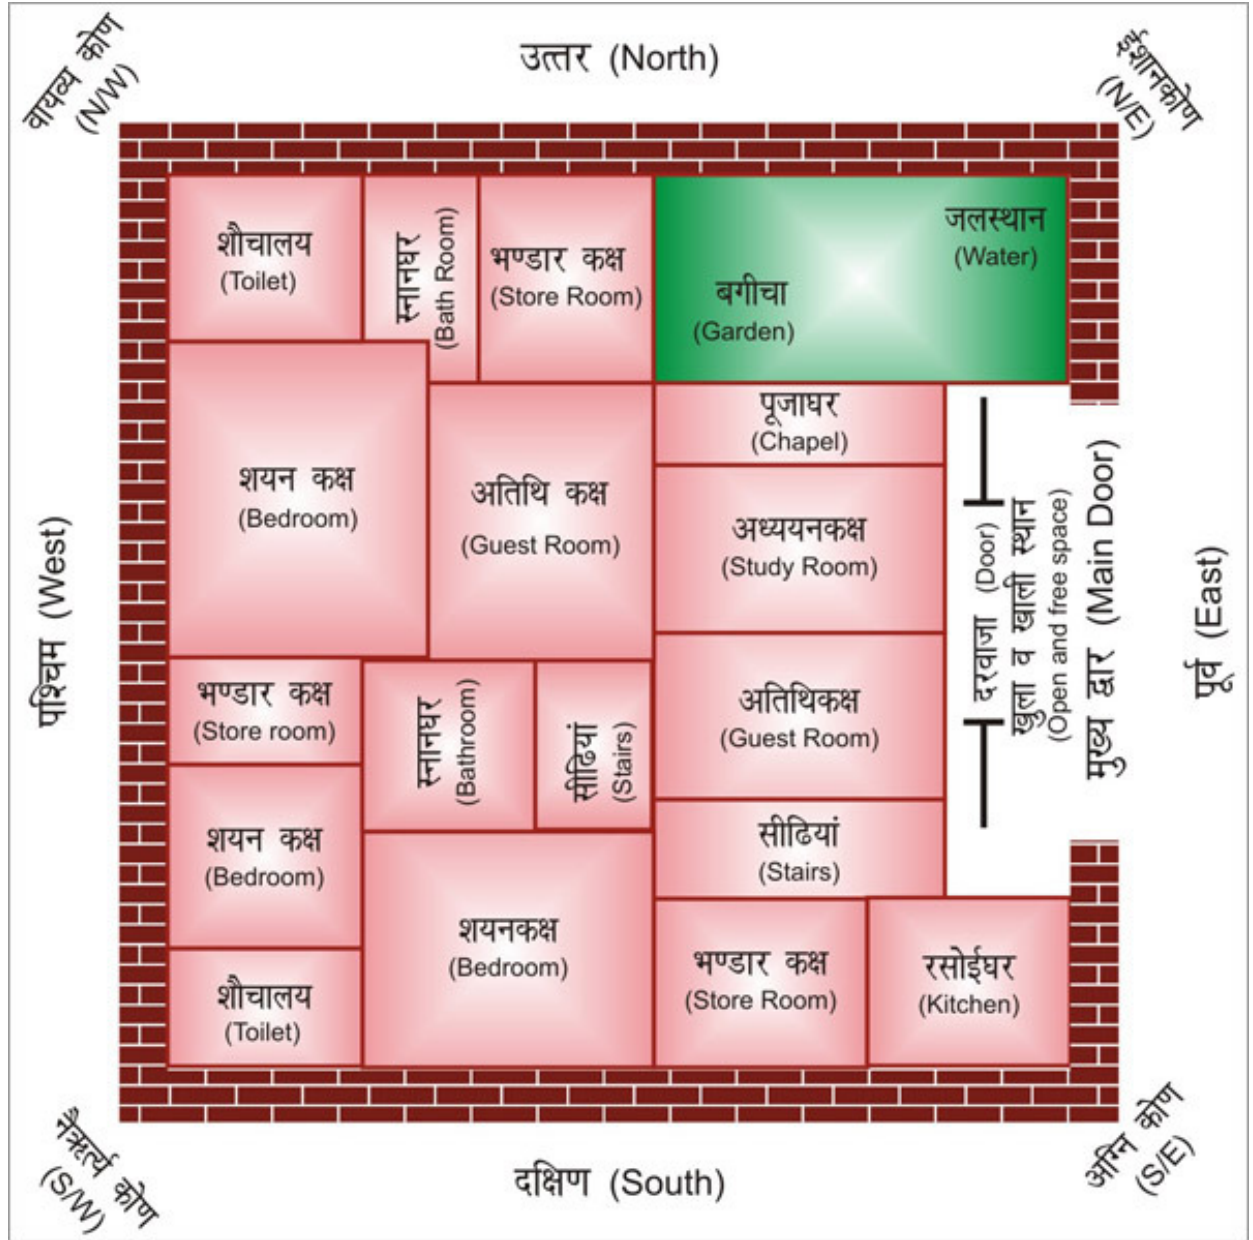 उत्तर (North)
वायव्य कोण
(N/W)
ईशानकोण
(N/E)
शौचालय
(Toilet)
स्नानघर
(Bath Room)
भण्डार कक्ष
(Store Room)
जलस्थान
(Water)
बगीचा
(Garden)
शयन कक्ष
(Bedroom)
अतिथि कक्ष
(Guest Room)
पूजाघर
(Chapel)
अध्ययनकक्ष
(Study Room)
अतिथिकक्ष
(Guest Room)
सीढियां
(Stairs)
दरवाजा (Door)
खुला व खाली स्थान
(Open and free space)
मुख्य द्वार (Main Door)
पूर्व (East)
पश्चिम (West)
भण्डार कक्ष
(Store room)
स्नानघर
(Bathroom)
सीढियां
(Stairs)
शयन कक्ष
(Bedroom)
शौचालय
(Toilet)
शयनकक्ष
(Bedroom)
भण्डार कक्ष
(Store Room)
रसोईघर
(Kitchen)
नैऋर्त्य कोण
(S/W)
दक्षिण (South)
अग्नि कोण
(S/E)